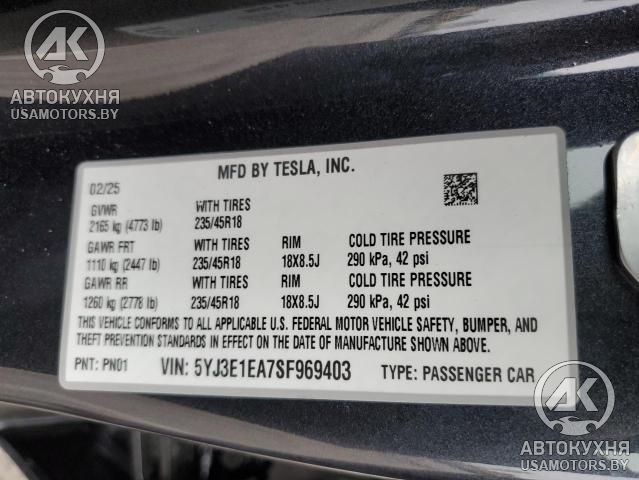 AK
АВТОКУХНЯ
USAMOTORS.BY
MFD BY TESLA, INC.
02/25
GVWR WITH TIRES
2165 kg (4773 lb) 235/45R18
GAWR FRT WITH TIRES RIM COLD TIRE PRESSURE
1110 kg (2447 lb) 235/45R18 18X8.5J 290 kPa, 42 psi
GAWR RR WITH TIRES RIM COLD TIRE PRESSURE
1260 kg (2778 lb) 235/45R18 18X8.5J 290 kPa, 42 psi
THIS VEHICLE CONFORMS TO ALL APPLICABLE U.S. FEDERAL MOTOR VEHICLE SAFETY, BUMPER, AND
THEFT PREVENTION STANDARDS IN EFFECT ON THE DATE OF MANUFACTURE SHOWN ABOVE.
PNT: PN01 VIN: 5YJ3E1EA7SF969403 TYPE: PASSENGER CAR
AK
АВТОКУХНЯ
USAMOTORS.BY